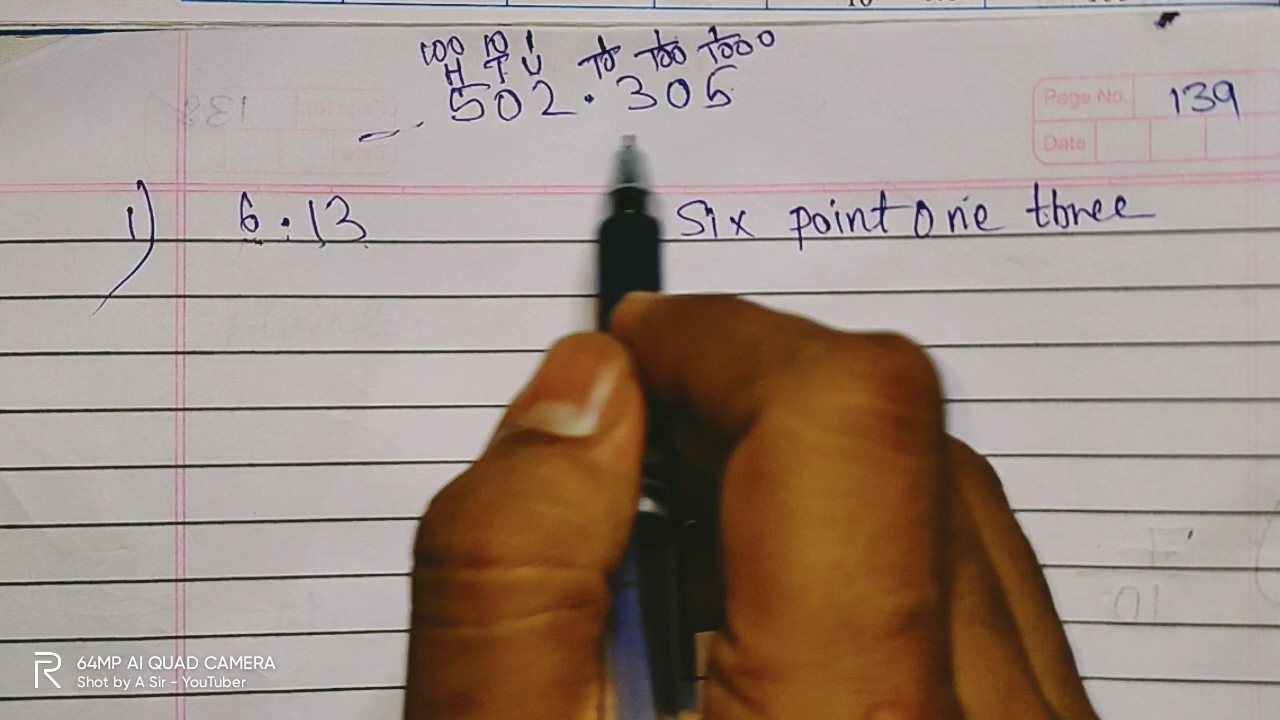 100 10 1 1/10 1/100 1/1000
H T U
502.305
Page No. 139
Date
1) 6.13 Six point one three
64MP AI QUAD CAMERA
Shot by A Sir - YouTuber